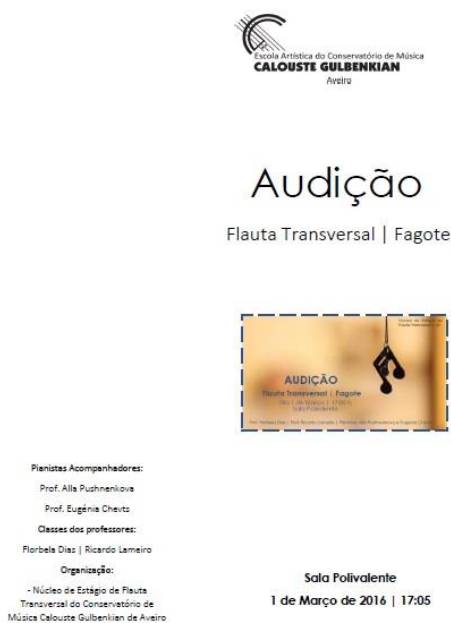 Escola Artística do Conservatório de Música
CALOUSTE GULBENKIAN
Aveiro
Audição
Flauta Transversal | Fagote
AUDIÇÃO
Flauta Transversal | Fagote
Sala Polivalente
Pianistas Acompanhadores:
Prof. Alla Pushnenkova
Prof. Eugénia Chevts
Classes dos professores:
Florbela Dias | Ricardo Lameiro
Organização:
- Núcleo de Estágio de Flauta
Transversal do Conservatório de
Música Calouste Gulbenkian de Aveiro
Sala Polivalente
1 de Março de 2016 | 17:05